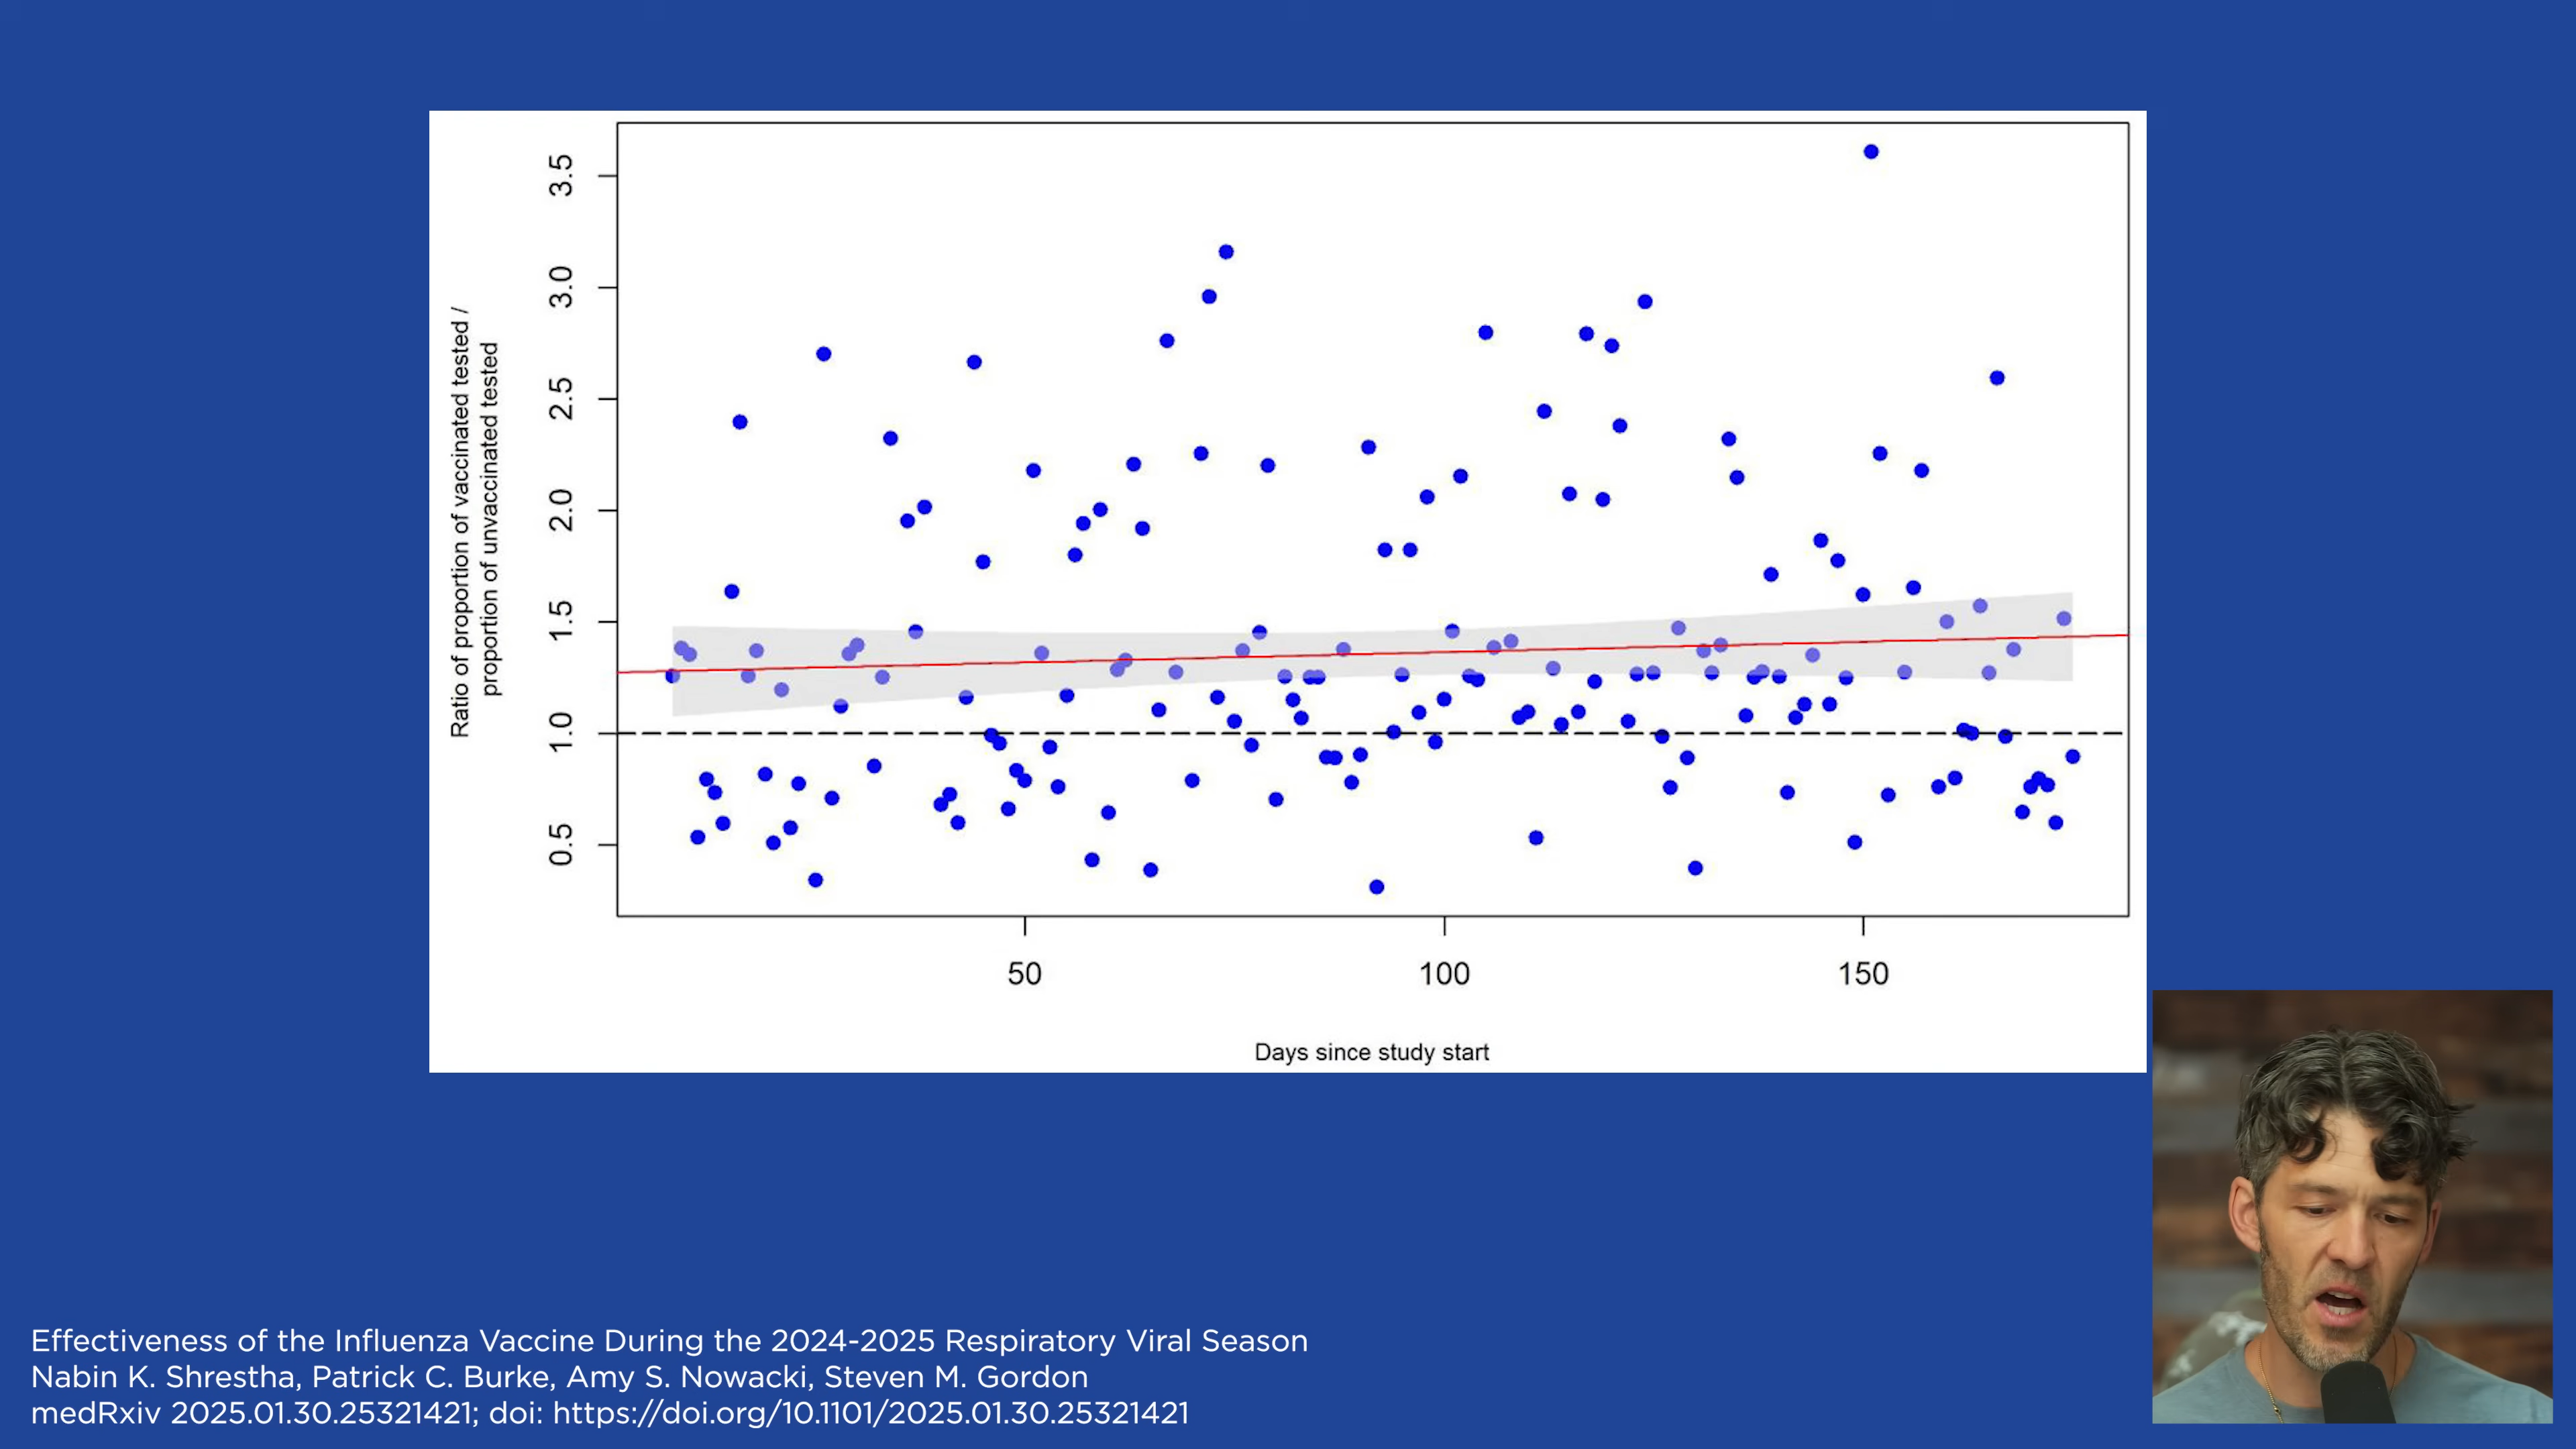 3.5
3.0
2.5
2.0
1.5
1.0
0.5
Ratio of proportion of vaccinated tested /
proportion of unvaccinated tested
50 100 150
Days since study start
Effectiveness of the Influenza Vaccine During the 2024-2025 Respiratory Viral Season
Nabin K. Shrestha, Patrick C. Burke, Amy S. Nowacki, Steven M. Gordon
medRxiv 2025.01.30.25321421; doi: https://doi.org/10.1101/2025.01.30.25321421